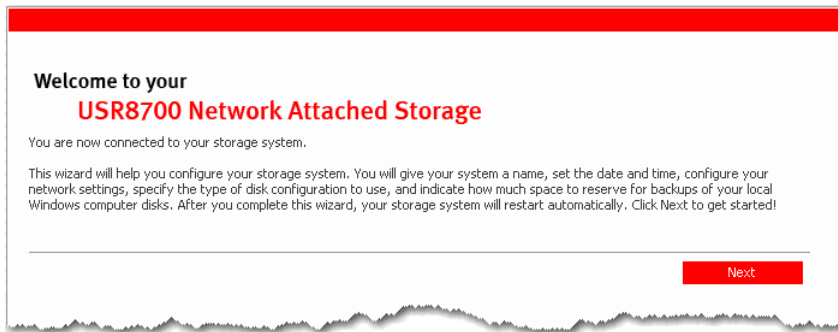 Welcome to your
USR8700 Network Attached Storage
You are now connected to your storage system.
This wizard will help you configure your storage system. You will give your system a name, set the date and time, configure your
network settings, specify the type of disk configuration to use, and indicate how much space to reserve for backups of your local
Windows computer disks. After you complete this wizard, your storage system will restart automatically. Click Next to get started!
Next